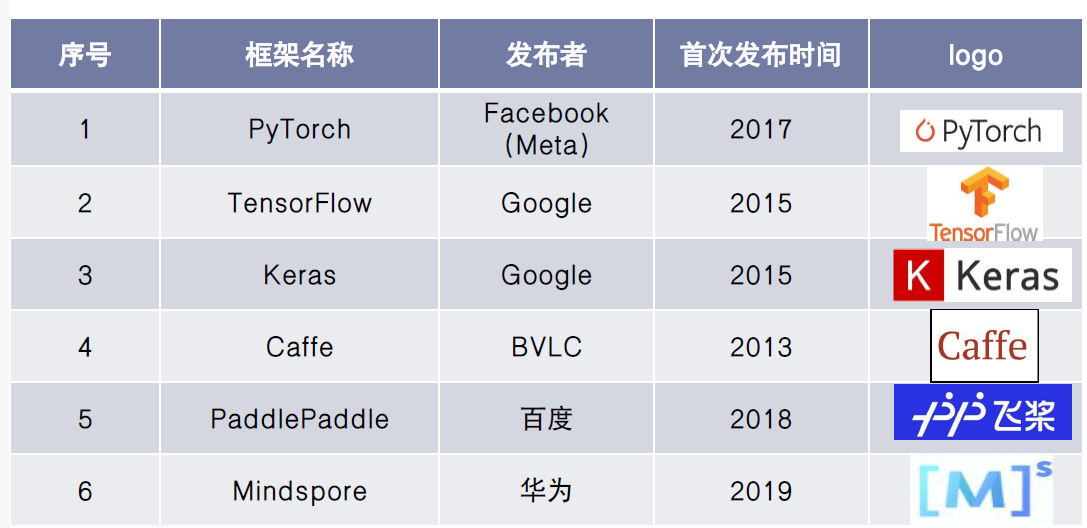 序号 框架名称 发布者 首次发布时间 logo
1 PyTorch Facebook (Meta) 2017 PyTorch
2 TensorFlow Google 2015 TensorFlow
3 Keras Google 2015 K Keras
4 Caffe BVLC 2013 Caffe
5 PaddlePaddle 百度 2018 飞桨
6 Mindspore 华为 2019 [M]s